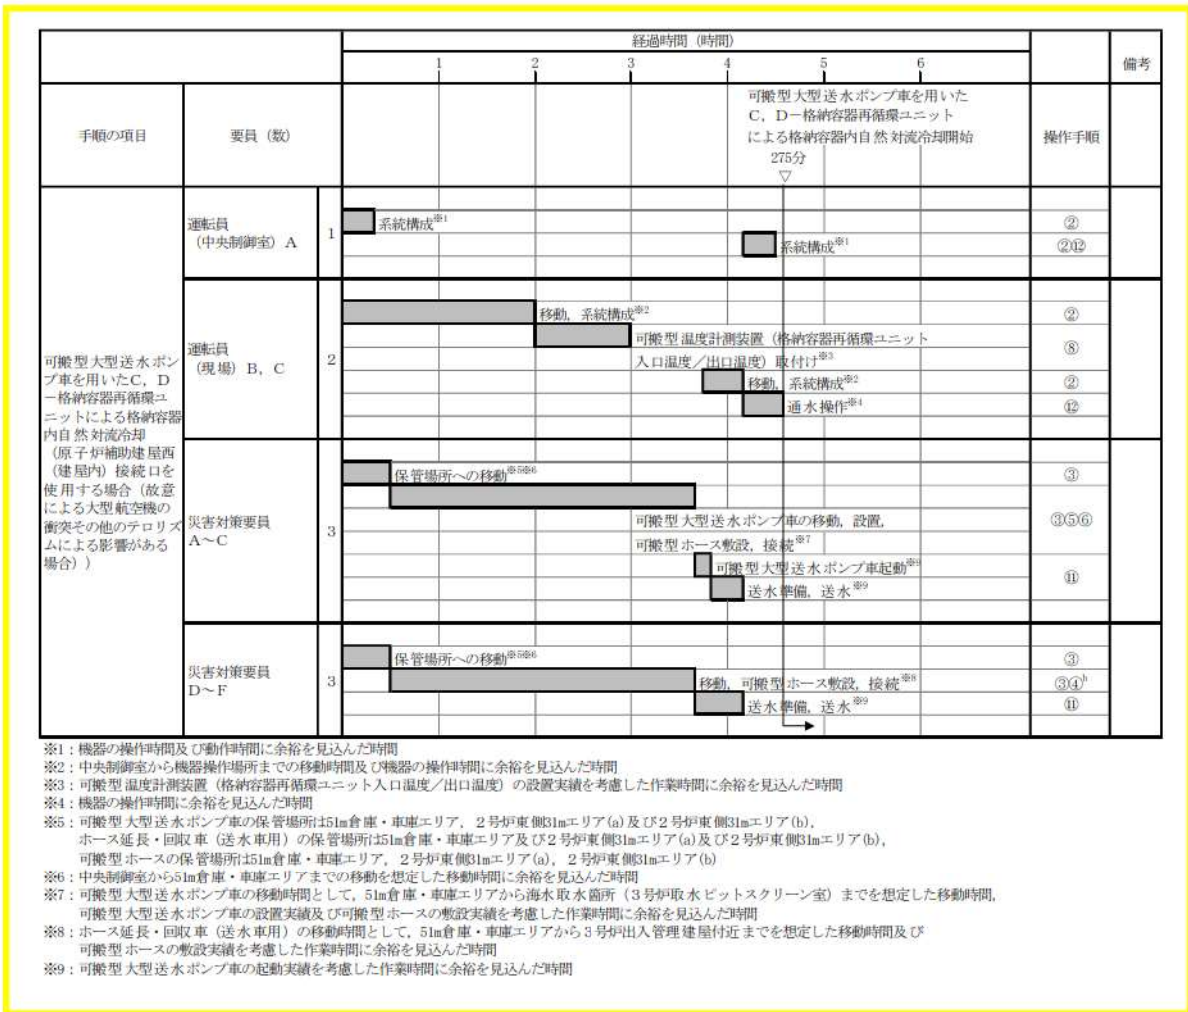 経過時間（時間）
備考
1 2 3 4 5 6
手順の項目
要員（数）
可搬型大型送水ポンプ車を用いた
C，D－格納容器再循環ユニット
による格納容器内自然対流冷却開始
275分
▽
操作手順
可搬型大型送水ポン
プ車を用いたC，D
－格納容器再循環ユ
ニットによる格納容器
内自然対流冷却
（原子炉補助建屋西
（建屋内）接続口を
使用する場合（故意
による大型航空機の
衝突その他のテロリズ
ムによる影響がある
場合））
運転員
（中央制御室）A
1
系統構成※1
②
系統構成※1
②⑫
運転員
（現場）B，C
2
移動，系統構成※2
②
可搬型温度計測装置（格納容器再循環ユニット
入口温度／出口温度）取付け※3
⑧
移動，系統構成※2
②
通水操作※4
⑫
災害対策要員
A～C
3
保管場所への移動※5※6
③
可搬型大型送水ポンプ車の移動，設置，
可搬型ホース敷設，接続※7
③⑤⑥
可搬型大型送水ポンプ車起動※9
送水準備，送水※9
⑪
災害対策要員
D～F
3
保管場所への移動※5※6
③
移動，可搬型ホース敷設，接続※8
③④h
送水準備，送水※9
⑪
※1：機器の操作時間及び動作時間に余裕を見込んだ時間
※2：中央制御室から機器操作場所までの移動時間及び機器の操作時間に余裕を見込んだ時間
※3：可搬型温度計測装置（格納容器再循環ユニット入口温度／出口温度）の設置実績を考慮した作業時間に余裕を見込んだ時間
※4：機器の操作時間に余裕を見込んだ時間
※5：可搬型大型送水ポンプ車の保管場所は51m倉庫・車庫エリア，2号炉東側31mエリア(a)及び2号炉東側31mエリア(b)，
ホース延長・回収車（送水車用）の保管場所は51m倉庫・車庫エリア及び2号炉東側31mエリア(a)及び2号炉東側31mエリア(b)，
可搬型ホースの保管場所は51m倉庫・車庫エリア，2号炉東側31mエリア(a)，2号炉東側31mエリア(b)
※6：中央制御室から51m倉庫・車庫エリアまでの移動を想定した移動時間に余裕を見込んだ時間
※7：可搬型大型送水ポンプ車の移動時間として，51m倉庫・車庫エリアから海水取水箇所（3号炉取水ピットスクリーン室）までを想定した移動時間，
可搬型大型送水ポンプ車の設置実績及び可搬型ホースの敷設実績を考慮した作業時間に余裕を見込んだ時間
※8：ホース延長・回収車（送水車用）の移動時間として，51m倉庫・車庫エリアから3号炉出入管理建屋付近までを想定した移動時間及び
可搬型ホースの敷設実績を考慮した作業時間に余裕を見込んだ時間
※9：可搬型大型送水ポンプ車の起動実績を考慮した作業時間に余裕を見込んだ時間